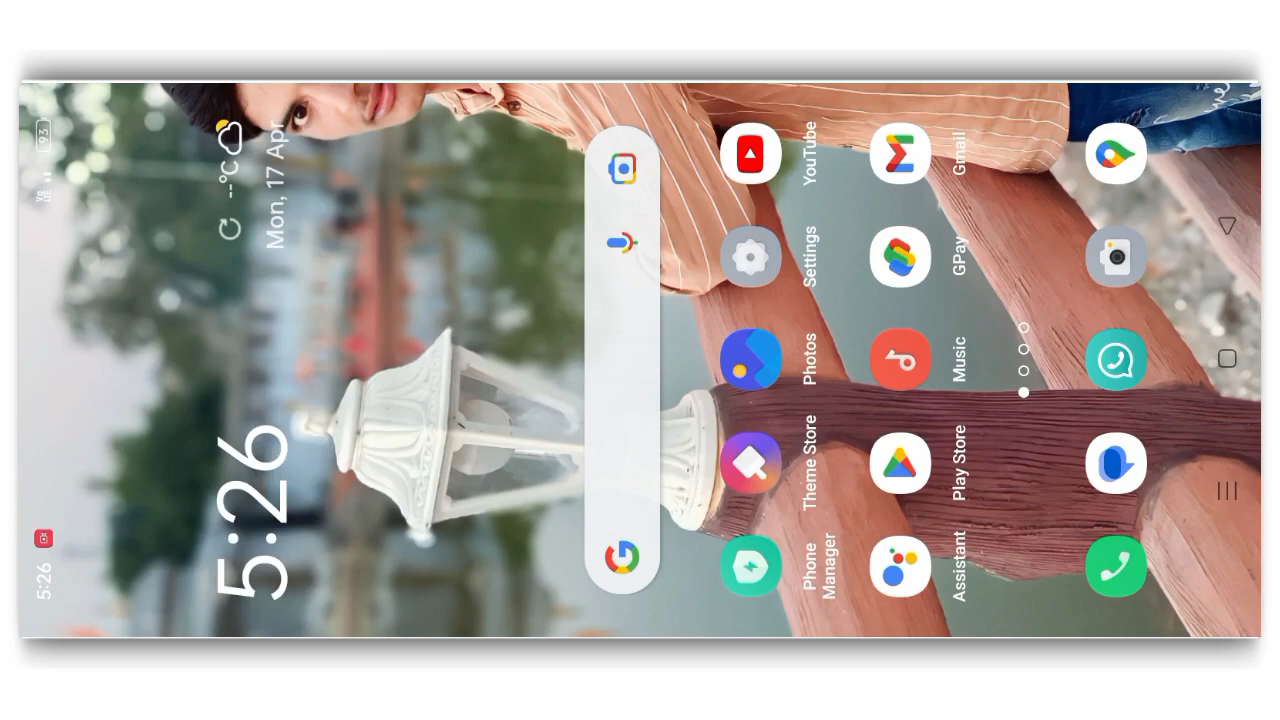 5:26
93
5:26
--°C
Mon, 17 Apr
Phone Manager
Theme Store
Photos
Settings
YouTube
Assistant
Play Store
Music
GPay
Gmail